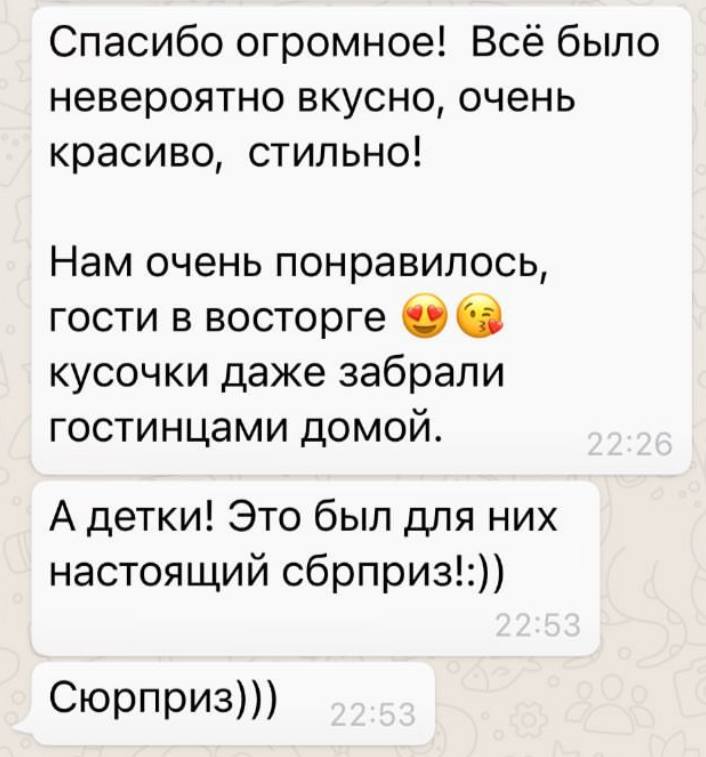 Спасибо огромное!  Всё было
невероятно вкусно, очень
красиво,  стильно!
Нам очень понравилось,
гости в восторге 😍😘
кусочки даже забрали
гостинцами домой.
22:26
А детки! Это был для них
настоящий сбрприз!:))
22:53
Сюрприз)))
22:53